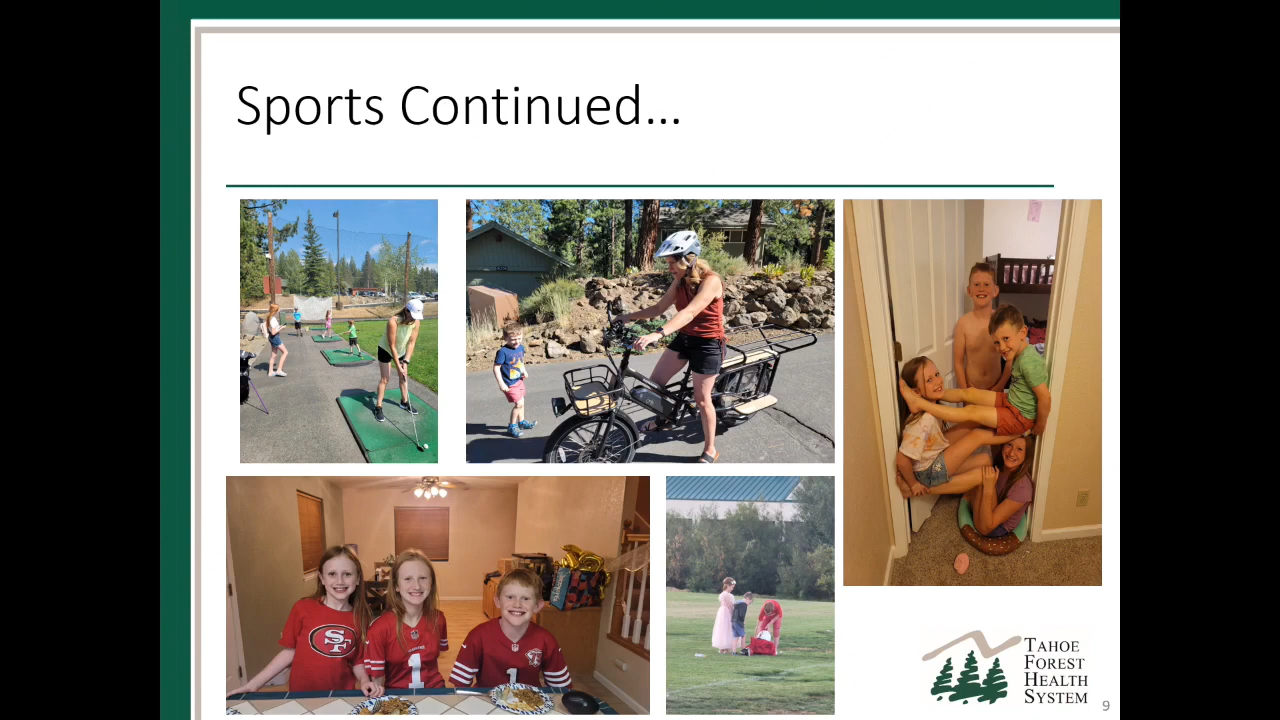 Sports Continued...
SF
1
1
TAHOE
FOREST
HEALTH
SYSTEM
9